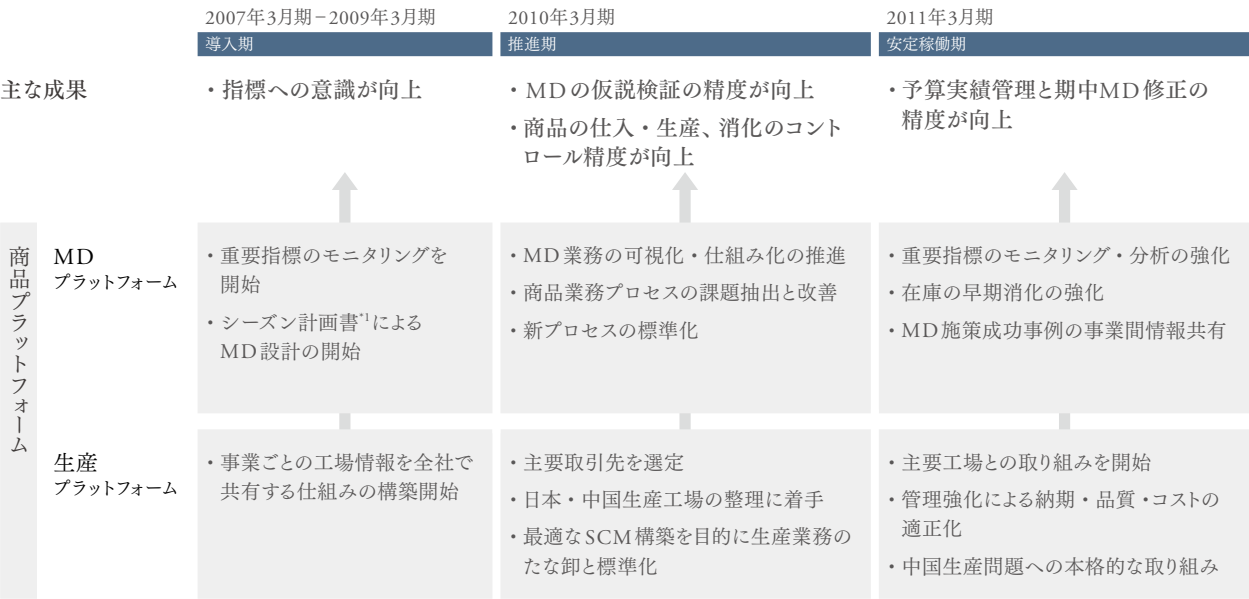 2007年3月期－2009年3月期
導入期
2010年3月期
推進期
2011年3月期
安定稼働期
主な成果
・指標への意識が向上
・MDの仮説検証の精度が向上
・商品の仕入・生産、消化のコント
ロール精度が向上
・予算実績管理と期中MD修正の
精度が向上
商品プラットフォーム
MD
プラットフォーム
・重要指標のモニタリングを
開始
・シーズン計画書*1による
MD設計の開始
・MD業務の可視化・仕組み化の推進
・商品業務プロセスの課題抽出と改善
・新プロセスの標準化
・重要指標のモニタリング・分析の強化
・在庫の早期消化の強化
・MD施策成功事例の事業間情報共有
生産
プラットフォーム
・事業ごとの工場情報を全社で
共有する仕組みの構築開始
・主要取引先を選定
・日本・中国生産工場の整理に着手
・最適なSCM構築を目的に生産業務の
たな卸と標準化
・主要工場との取り組みを開始
・管理強化による納期・品質・コストの
適正化
・中国生産問題への本格的な取り組み